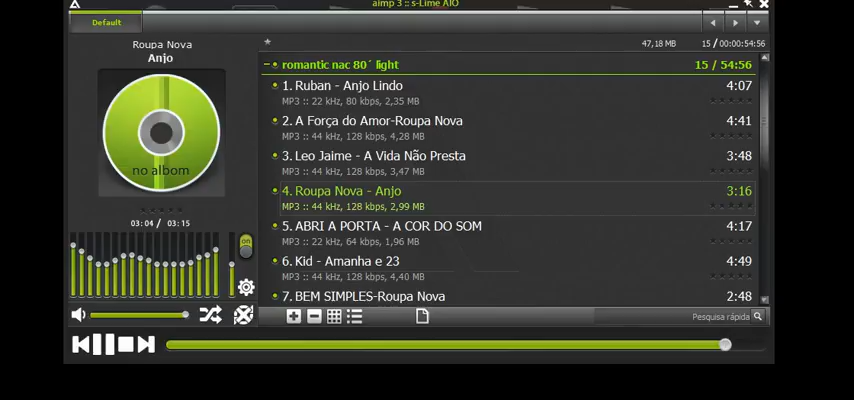 aimp 3 :: s-Lime AIO
Default
Roupa Nova
Anjo
no albom
03:04 / 03:15
on
47,18 MB 15 / 00:00:54:56
romantic nac 80´ light 15 / 54:56
1. Ruban - Anjo Lindo 4:07
MP3 :: 22 kHz, 80 kbps, 2,35 MB
2. A Força do Amor-Roupa Nova 4:41
MP3 :: 44 kHz, 128 kbps, 4,28 MB
3. Leo Jaime - A Vida Não Presta 3:48
MP3 :: 44 kHz, 128 kbps, 3,47 MB
4. Roupa Nova - Anjo 3:16
MP3 :: 44 kHz, 128 kbps, 2,99 MB
5. ABRI A PORTA - A COR DO SOM 4:17
MP3 :: 22 kHz, 64 kbps, 1,96 MB
6. Kid - Amanha e 23 4:49
MP3 :: 44 kHz, 128 kbps, 4,40 MB
7. BEM SIMPLES-Roupa Nova 2:48
Pesquisa rápida